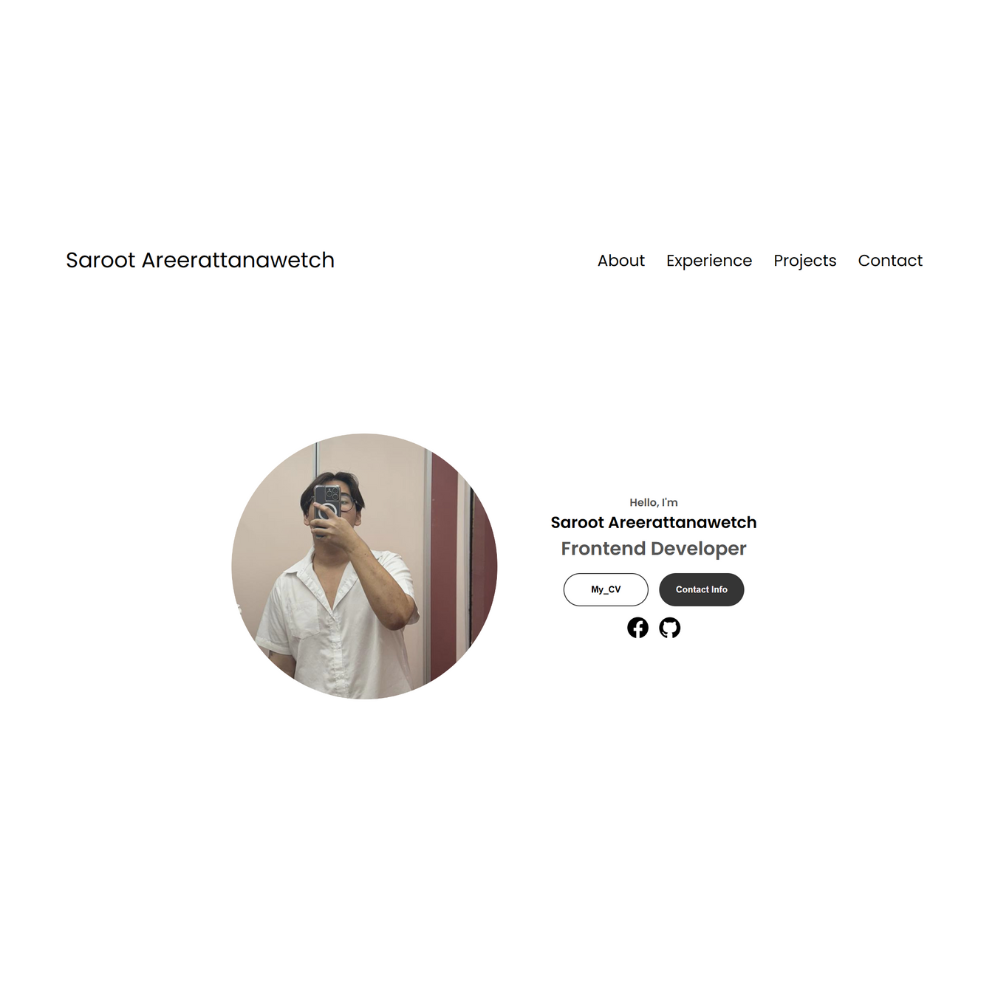 Saroot Areerattanawetch
About Experience Projects Contact
Hello, I'm
Saroot Areerattanawetch
Frontend Developer
My_CV Contact Info